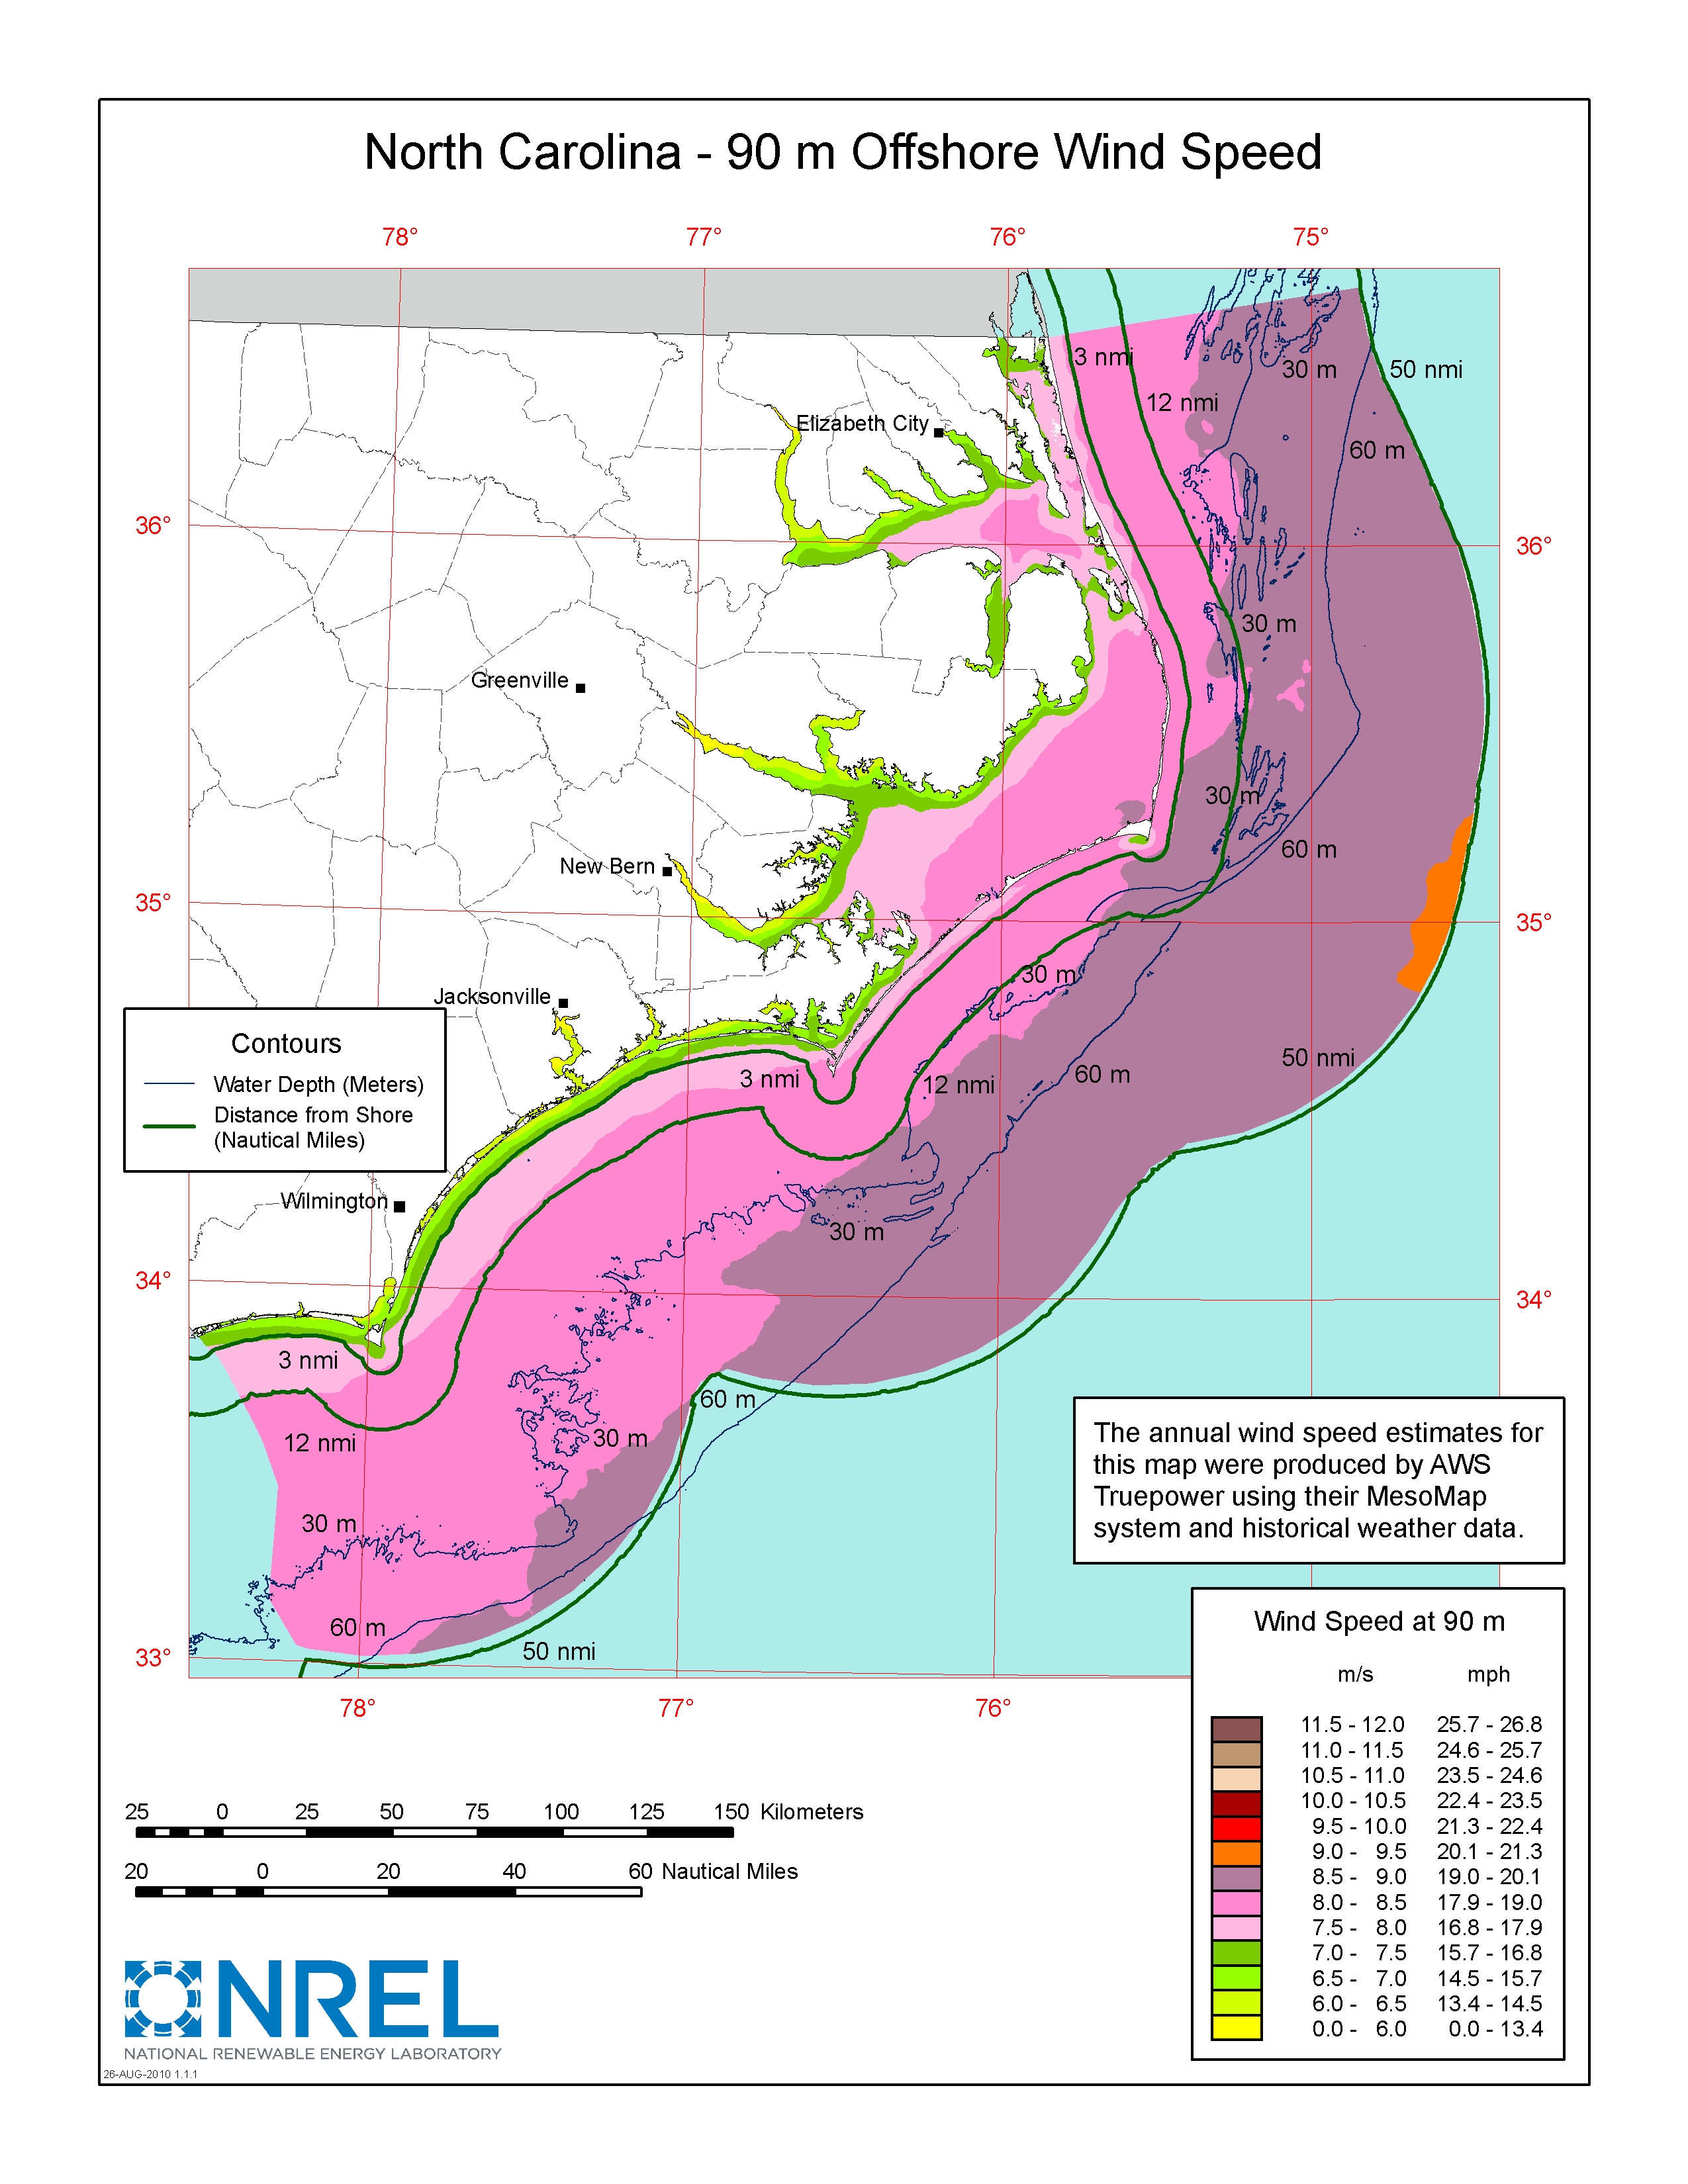 North Carolina - 90 m Offshore Wind Speed
78° 77° 76° 75°
3 nmi
30 m
50 nmi
12 nmi
Elizabeth City
60 m
36° 36°
30 m
Greenville
30 m
60 m
New Bern
35° 35°
30 m
Jacksonville
50 nmi
3 nmi
12 nmi
60 m
Contours
Water Depth (Meters)
Distance from Shore
(Nautical Miles)
Wilmington
30 m
34° 34°
3 nmi
60 m
12 nmi
30 m
30 m
60 m
50 nmi
33°
78° 77° 76°
The annual wind speed estimates for
this map were produced by AWS
Truepower using their MesoMap
system and historical weather data.
Wind Speed at 90 m
m/s mph
11.5 - 12.0 25.7 - 26.8
11.0 - 11.5 24.6 - 25.7
10.5 - 11.0 23.5 - 24.6
10.0 - 10.5 22.4 - 23.5
9.5 - 10.0 21.3 - 22.4
9.0 - 9.5 20.1 - 21.3
8.5 - 9.0 19.0 - 20.1
8.0 - 8.5 17.9 - 19.0
7.5 - 8.0 16.8 - 17.9
7.0 - 7.5 15.7 - 16.8
6.5 - 7.0 14.5 - 15.7
6.0 - 6.5 13.4 - 14.5
0.0 - 6.0 0.0 - 13.4
25 0 25 50 75 100 125 150 Kilometers
20 0 20 40 60 Nautical Miles
NREL
NATIONAL RENEWABLE ENERGY LABORATORY
26-AUG-2010 1.1.1